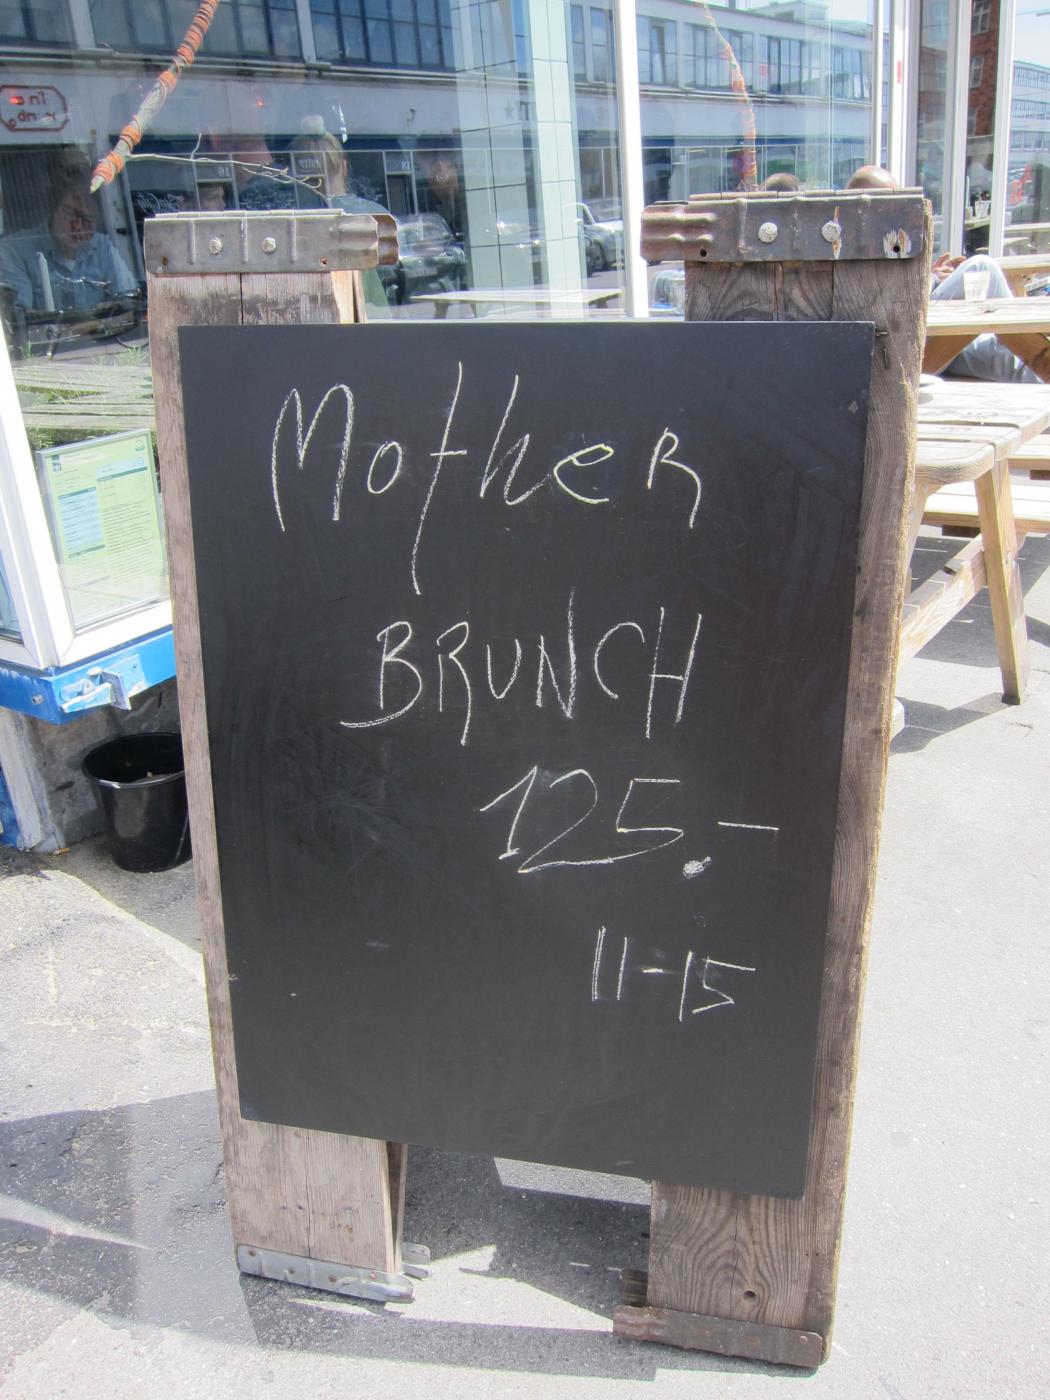 Mother
BRUNCH
125.-
11-15